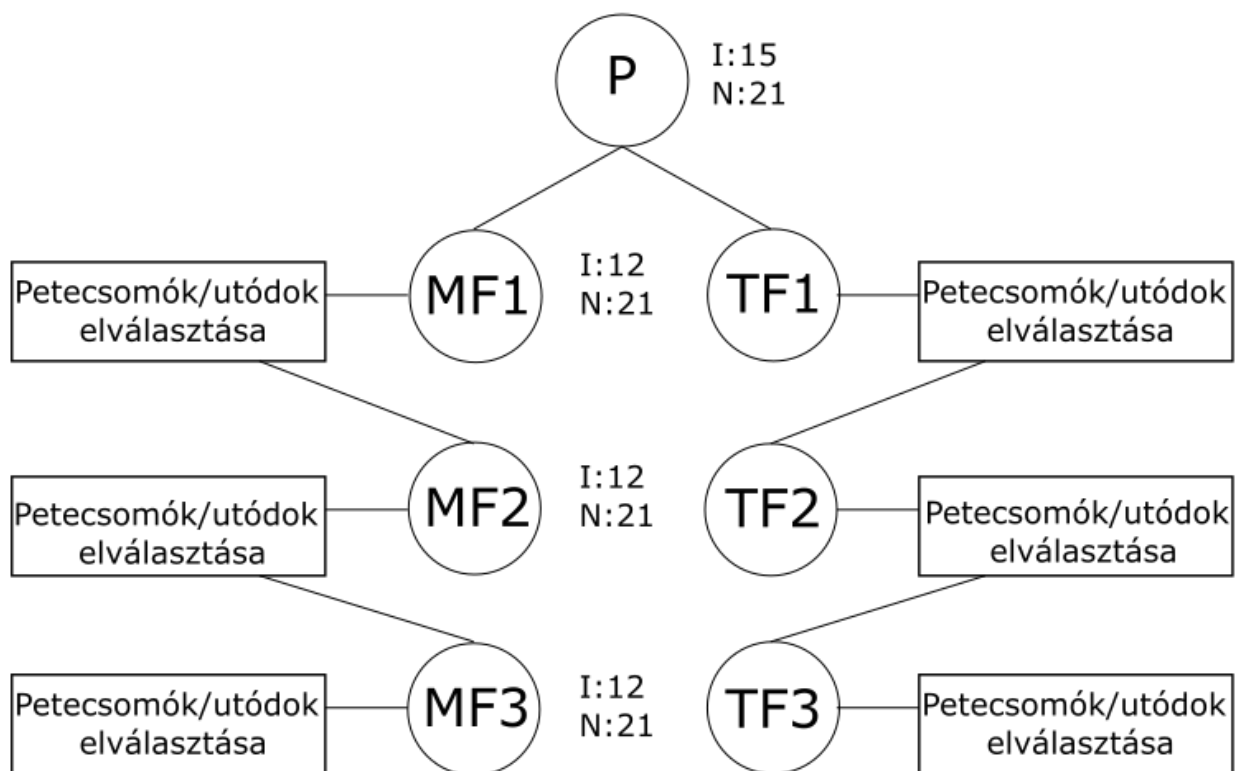 P
I:15
N:21
MF1
I:12
N:21
TF1
Petecsomók/utódok
elválasztása
Petecsomók/utódok
elválasztása
MF2
I:12
N:21
TF2
Petecsomók/utódok
elválasztása
Petecsomók/utódok
elválasztása
MF3
I:12
N:21
TF3
Petecsomók/utódok
elválasztása
Petecsomók/utódok
elválasztása